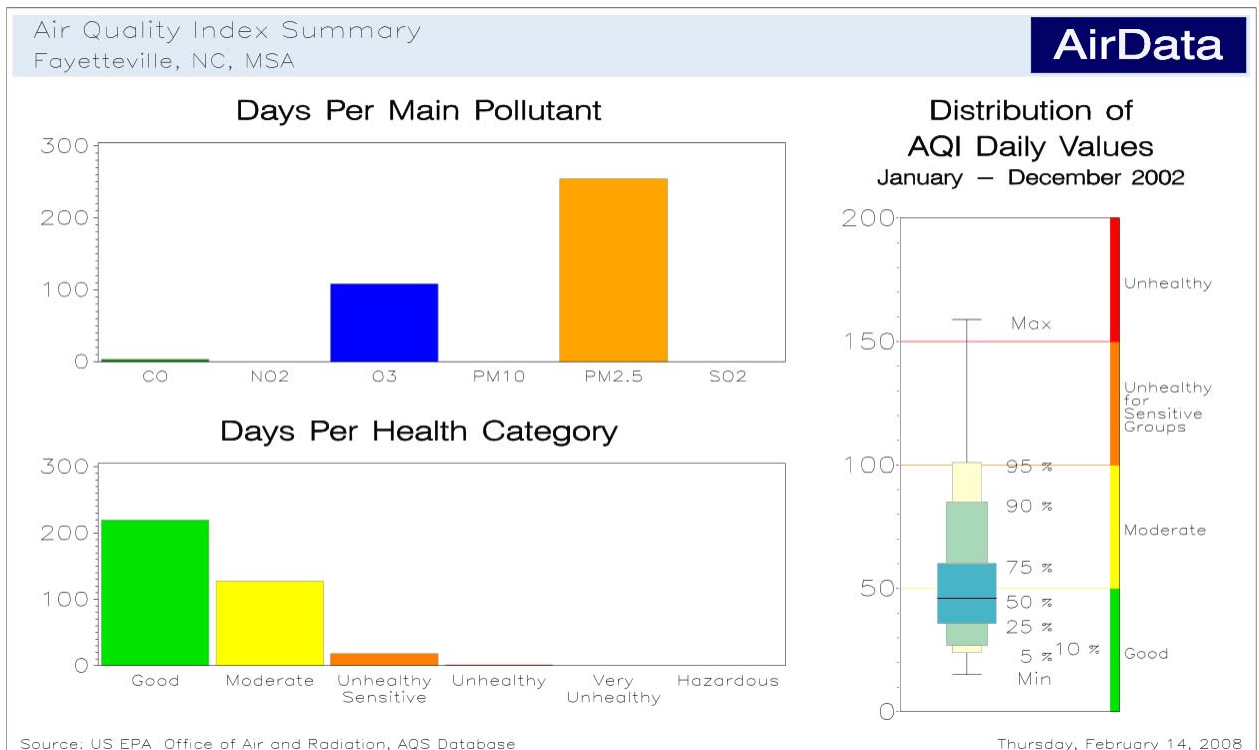 Air Quality Index Summary
Fayetteville, NC, MSA
AirData
Days Per Main Pollutant
300
200
100
0
CO
NO2
O3
PM10
PM2.5
SO2
Days Per Health Category
300
200
100
0
Good
Moderate
Unhealthy
Sensitive
Unhealthy
Very
Unhealthy
Hazardous
Distribution of
AQI Daily Values
January – December 2002
200
150
100
50
0
Max
95 %
90 %
75 %
50 %
25 %
10 %
5 %
Min
Unhealthy
Unhealthy
for
Sensitive
Groups
Moderate
Good
Source: US EPA Office of Air and Radiation, AQS Database
Thursday, February 14, 2008